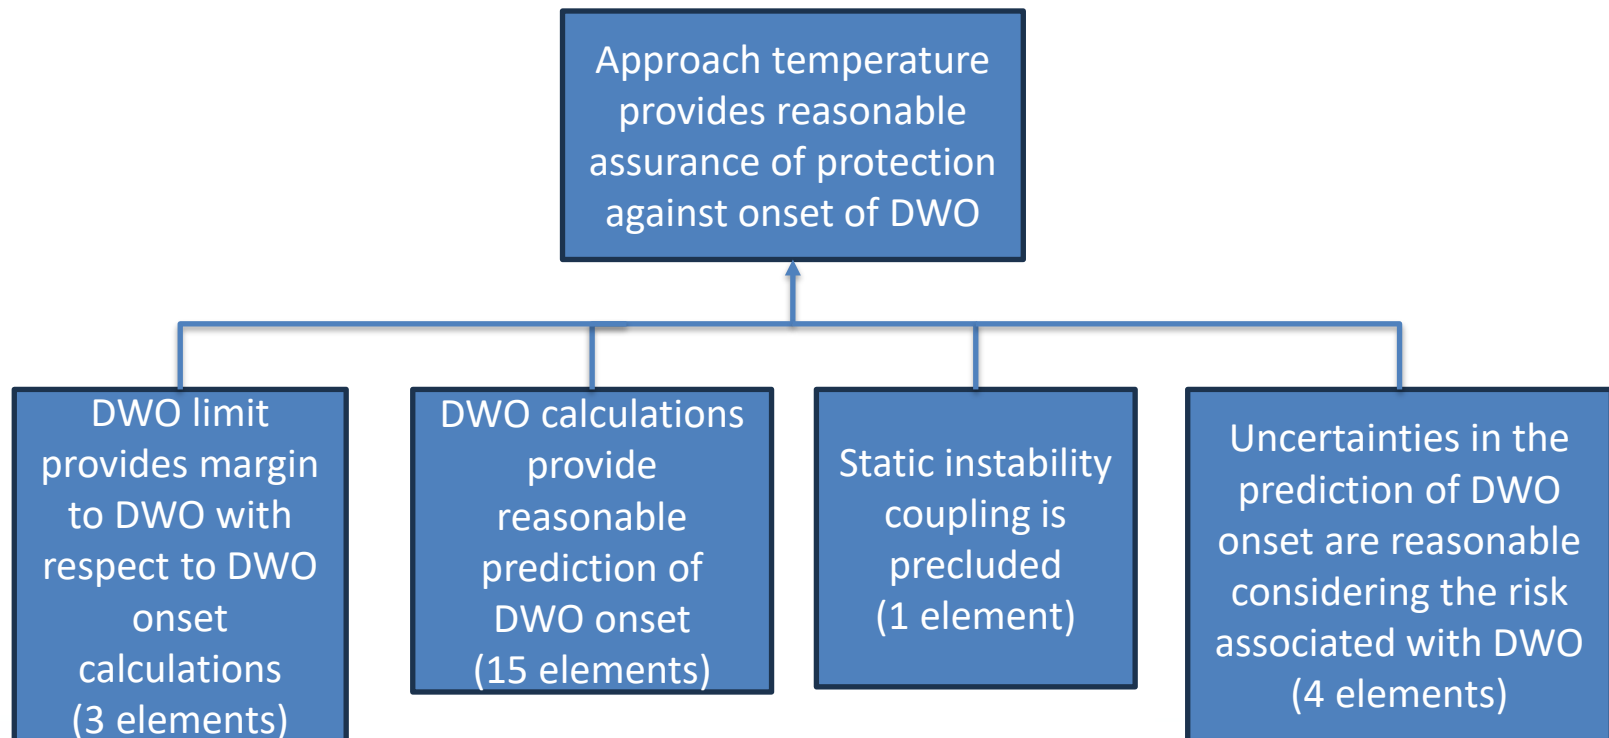 Approach temperature
provides reasonable
assurance of protection
against onset of DWO
DWO limit
provides margin
to DWO with
respect to DWO
onset
calculations
(3 elements)
DWO calculations
provide
reasonable
prediction of
DWO onset
(15 elements)
Static instability
coupling is
precluded
(1 element)
Uncertainties in the
prediction of DWO
onset are reasonable
considering the risk
associated with DWO
(4 elements)